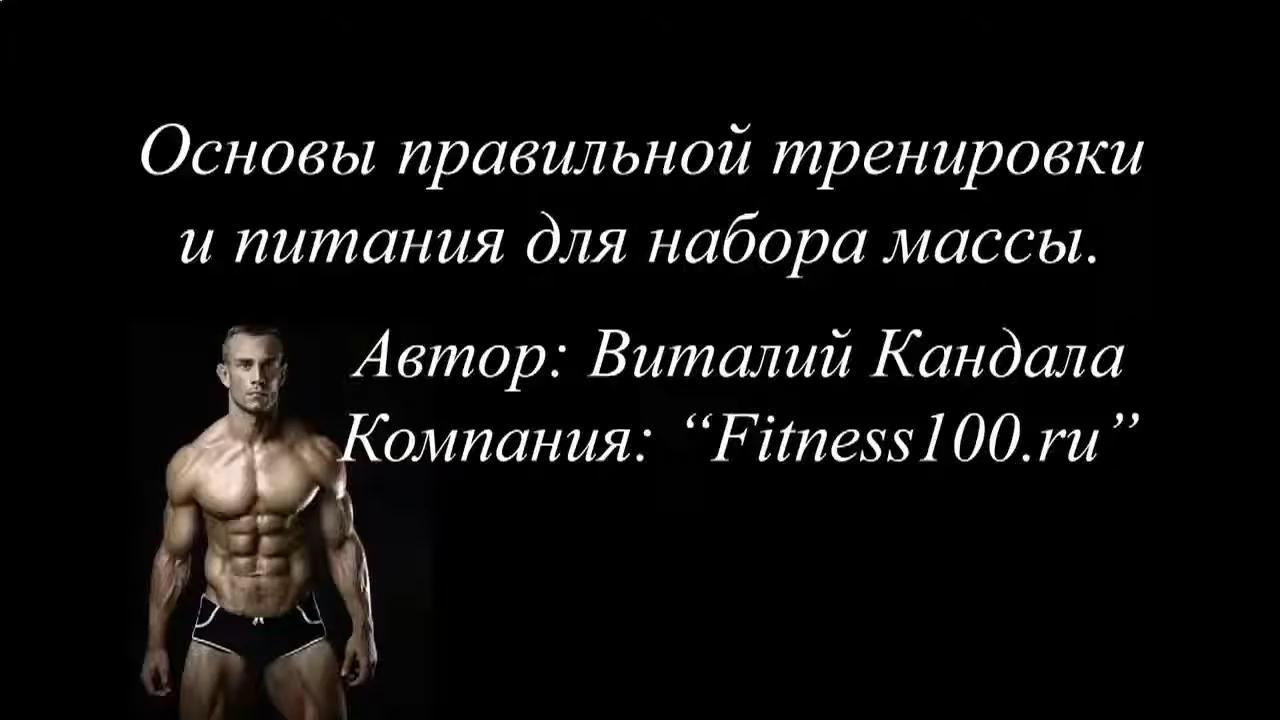 Основы правильной тренировки
и питания для набора массы.
Автор: Виталий Кандала
Компания: “Fitness100.ru”